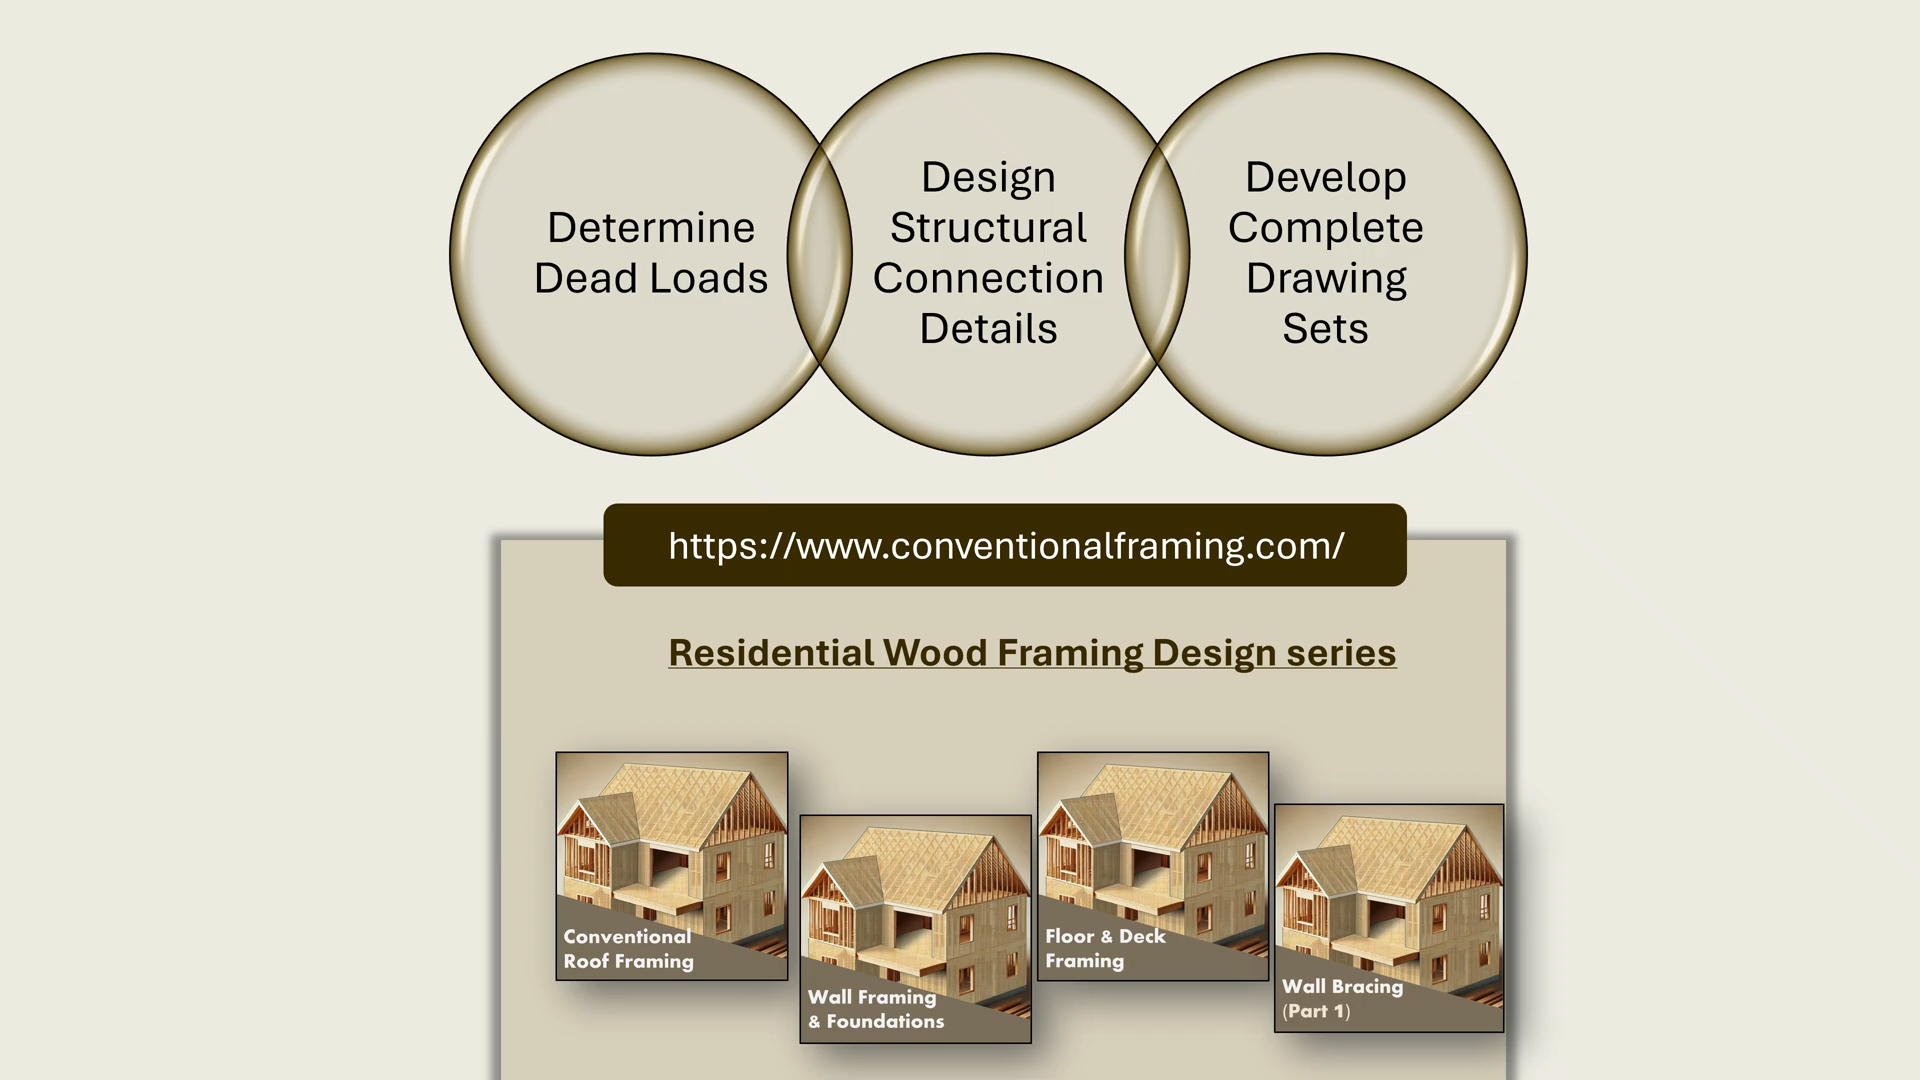 Determine
Dead Loads
Design
Structural
Connection
Details
Develop
Complete
Drawing
Sets
https://www.conventionalframing.com/
Residential Wood Framing Design series
Conventional
Roof Framing
Wall Framing
& Foundations
Floor & Deck
Framing
Wall Bracing
(Part 1)